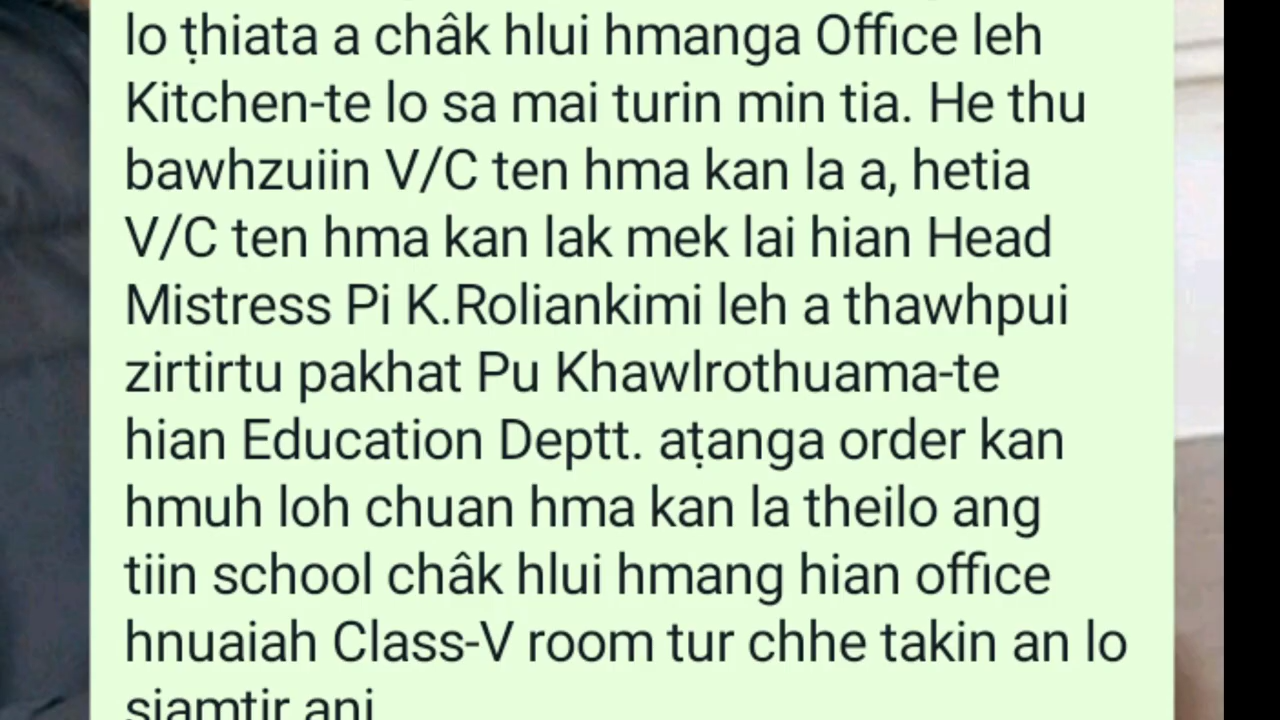 lo ṭhiata a châk hlui hmanga Office leh
Kitchen-te lo sa mai turin min tia. He thu
bawhzuiin V/C ten hma kan la a, hetia
V/C ten hma kan lak mek lai hian Head
Mistress Pi K.Roliankimi leh a thawhpui
zirtirtu pakhat Pu Khawlrothuama-te
hian Education Deptt. aṭanga order kan
hmuh loh chuan hma kan la theilo ang
tiin school châk hlui hmang hian office
hnuaiah Class-V room tur chhe takin an lo
siamtir ani